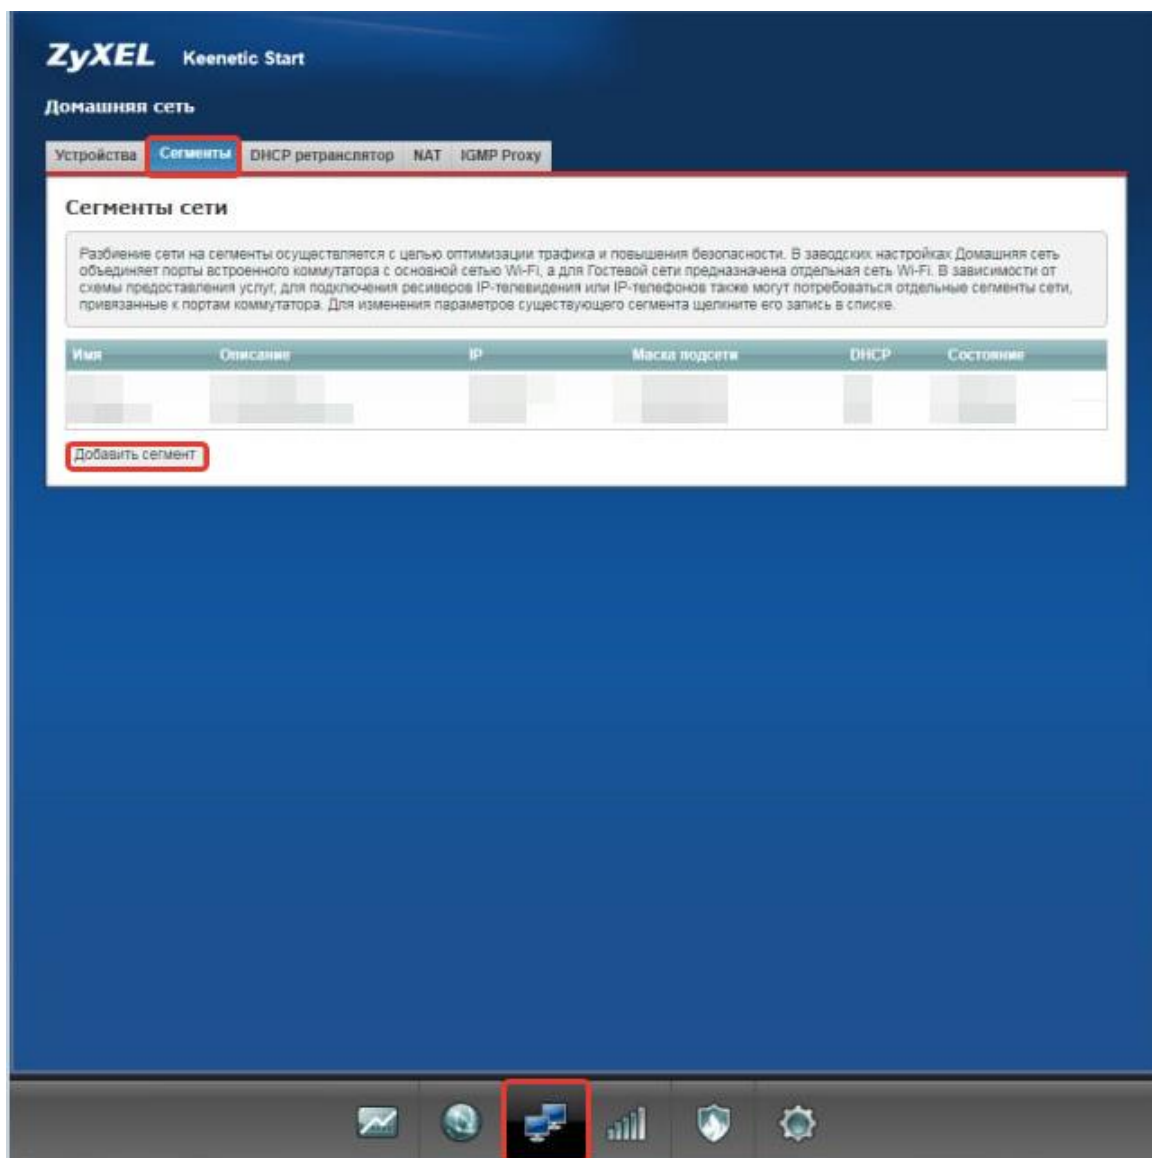 ZyXEL Keenetic Start
Домашняя сеть
Устройства Сегменты DHCP ретранслятор NAT IGMP Proxy
Сегменты сети
Разбиение сети на сегменты осуществляется с целью оптимизации трафика и повышения безопасности. В заводских настройках Домашняя сеть
объединяет порты встроенного коммутатора с основной сетью Wi-Fi, а для Гостевой сети предназначена отдельная сеть Wi-Fi. В зависимости от
схемы предоставления услуг, для подключения ресиверов IP-телевидения или IP-телефонов также могут потребоваться отдельные сегменты сети,
привязанные к портам коммутатора. Для изменения параметров существующего сегмента щелкните его запись в списке.
Имя Описание IP Маска подсети DHCP Состояние
Добавить сегмент